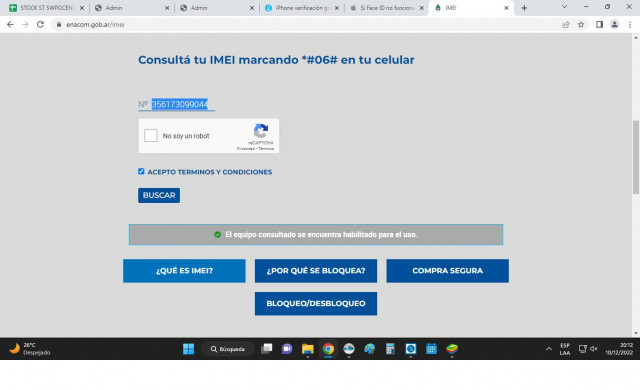 STOCK ST SWPOCENT
Admin
Admin
iPhone verificación gr
Si Face ID no funciona
IMEI
enacom.gob.ar/imei
Consultá tu IMEI marcando *#06# en tu celular
Nº 356173099044
No soy un robot
reCAPTCHA
Privacidad - Términos
ACEPTO TERMINOS Y CONDICIONES
BUSCAR
El equipo consultado se encuentra habilitado para el uso.
¿QUÉ ES IMEI?
¿POR QUÉ SE BLOQUEA?
COMPRA SEGURA
BLOQUEO/DESBLOQUEO
26°C
Despejado
Búsqueda
ESP
LAA
20:12
10/12/2022